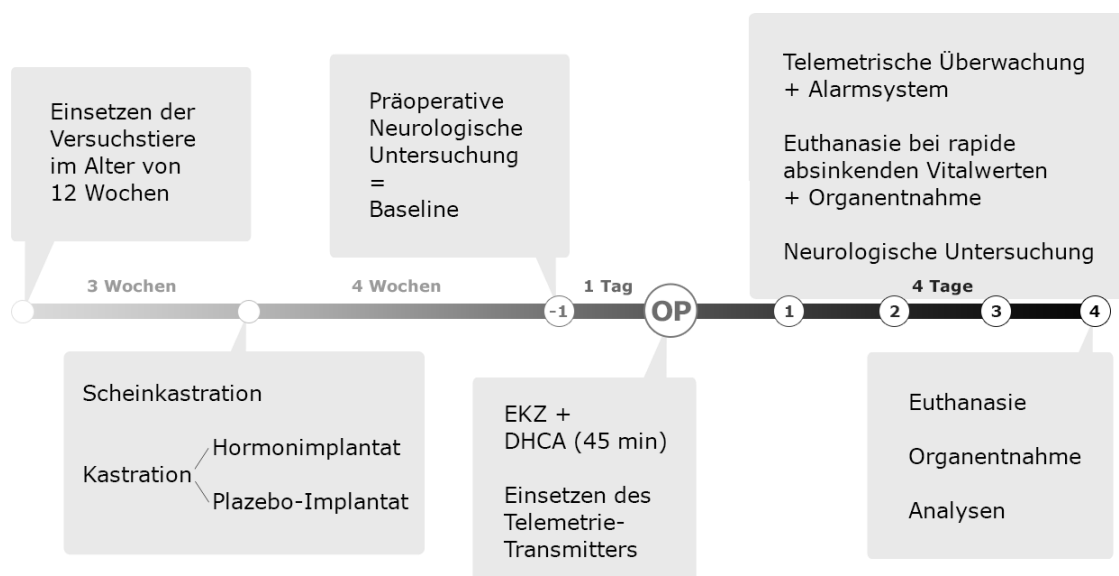 Einsetzen der
Versuchstiere
im Alter von
12 Wochen
Präoperative
Neurologische
Untersuchung
=
Baseline
Telemetrische Überwachung
+ Alarmsystem
Euthanasie bei rapide
absinkenden Vitalwerten
+ Organentnahme
Neurologische Untersuchung
3 Wochen
4 Wochen
1 Tag
4 Tage
-1
OP
1
2
3
4
Scheinkastration
Kastration
Hormonimplantat
Plazebo-Implantat
EKZ +
DHCA (45 min)
Einsetzen des
Telemetrie-
Transmitters
Euthanasie
Organentnahme
Analysen